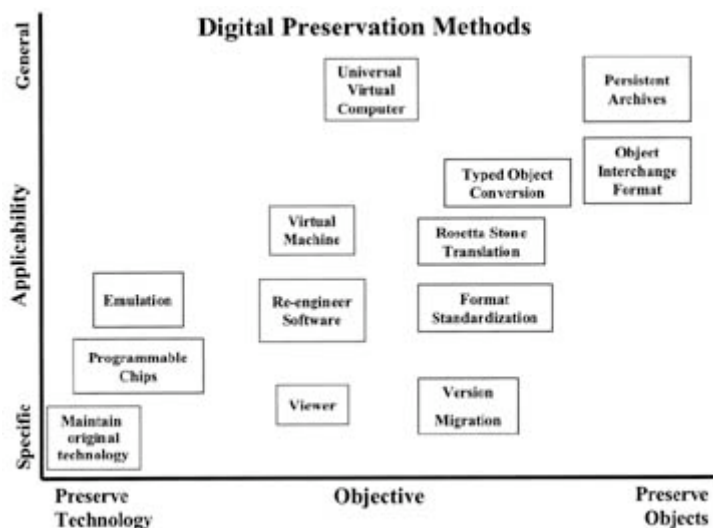 Digital Preservation Methods
General
Applicability
Specific
Universal
Virtual
Computer
Persistent
Archives
Object
Interchange
Format
Typed Object
Conversion
Virtual
Machine
Rosetta Stone
Translation
Emulation
Re-engineer
Software
Format
Standardization
Programmable
Chips
Viewer
Version
Migration
Maintain
original
technology
Preserve
Technology
Objective
Preserve
Objects